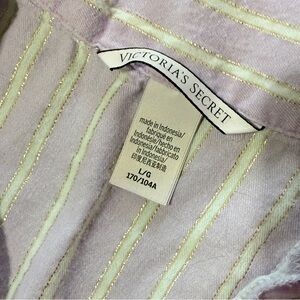 VICTORIA'S SECRET
made in Indonesia/
fabriqué en
Indonésie/hecho en
Indonesia/fabbricato
in Indonesia/
印度尼西亚制造
L/G
170/104A